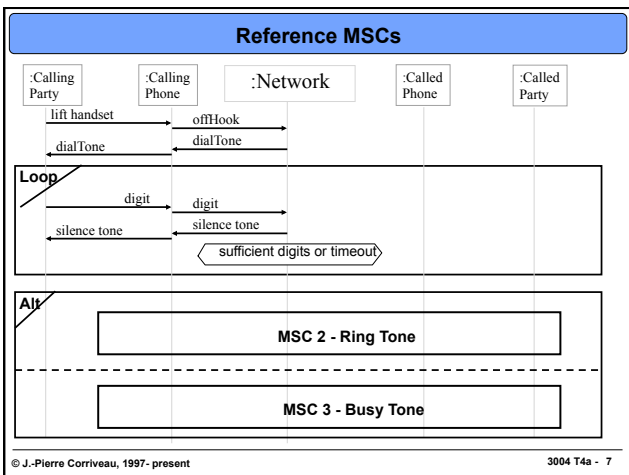 Reference MSCs
:Calling
Party
:Calling
Phone
:Network
:Called
Phone
:Called
Party
lift handset
offHook
dialTone
dialTone
Loop
digit
digit
silence tone
silence tone
sufficient digits or timeout
Alt
MSC 2 - Ring Tone
MSC 3 - Busy Tone
© J.-Pierre Corriveau, 1997- present
3004 T4a - 7